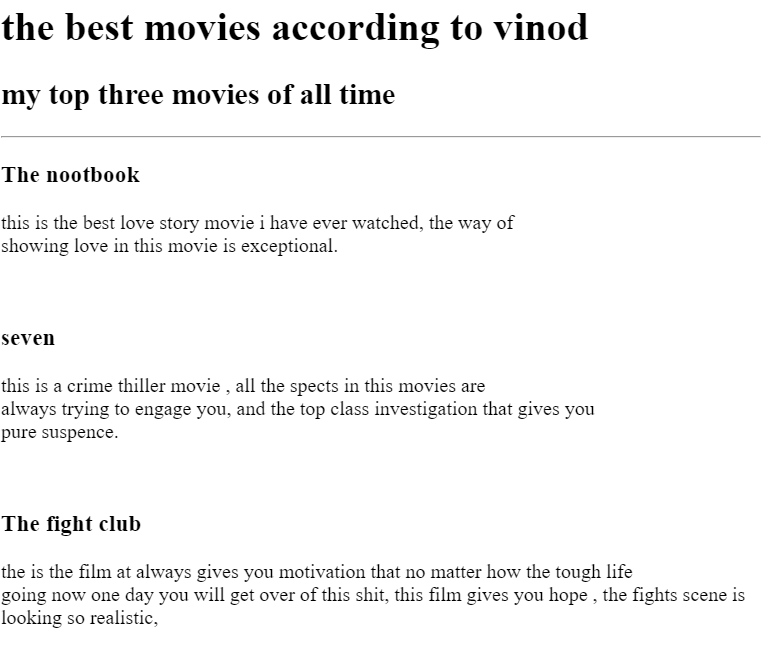 the best movies according to vinod
my top three movies of all time
The nootbook
this is the best love story movie i have ever watched, the way of
showing love in this movie is exceptional.
seven
this is a crime thiller movie , all the spects in this movies are
always trying to engage you, and the top class investigation that gives you
pure suspence.
The fight club
the is the film at always gives you motivation that no matter how the tough life
going now one day you will get over of this shit, this film gives you hope , the fights scene is
looking so realistic,